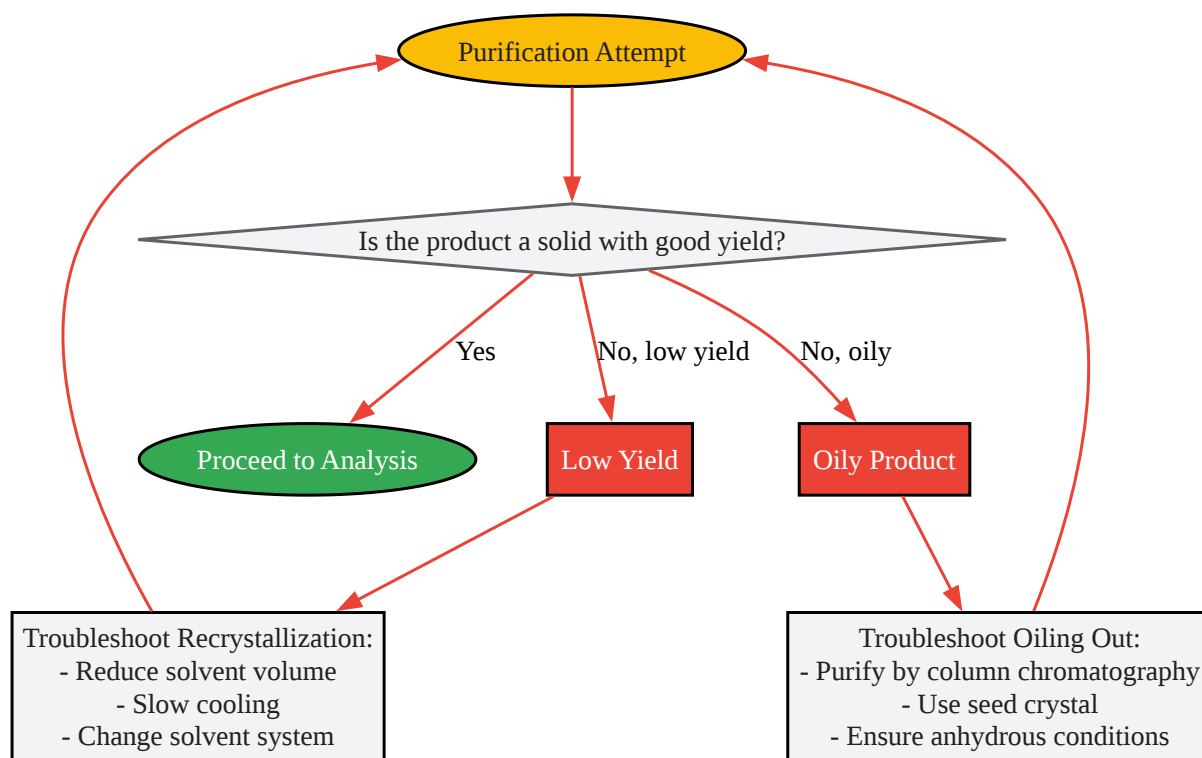 Purification Attempt
Is the product a solid with good yield?
Yes
No, low yield
No, oily
Proceed to Analysis
Low Yield
Oily Product
Troubleshoot Recrystallization:
- Reduce solvent volume
- Slow cooling
- Change solvent system
Troubleshoot Oiling Out:
- Purify by column chromatography
- Use seed crystal
- Ensure anhydrous conditions